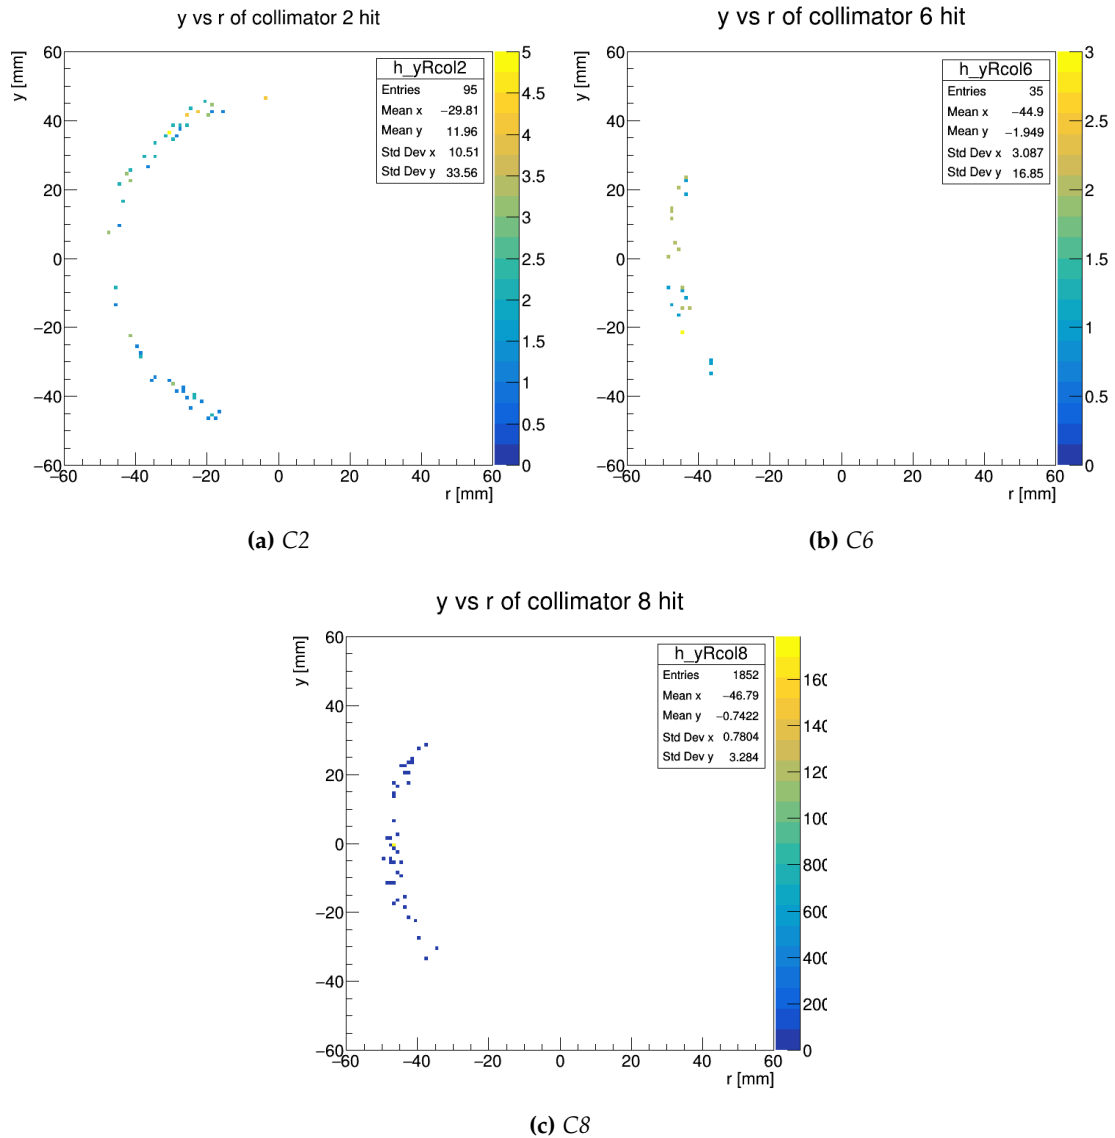 y vs r of collimator 2 hit
y [mm]
h_yRcol2
Entries 95
Mean x −29.81
Mean y 11.96
Std Dev x 10.51
Std Dev y 33.56
60
40
20
0
−20
−40
−60
−60 −40 −20 0 20 40 60
r [mm]
5
4.5
4
3.5
3
2.5
2
1.5
1
0.5
0
(a) C2
y vs r of collimator 6 hit
y [mm]
h_yRcol6
Entries 35
Mean x −44.9
Mean y −1.949
Std Dev x 3.087
Std Dev y 16.85
60
40
20
0
−20
−40
−60
−60 −40 −20 0 20 40 60
r [mm]
3
2.5
2
1.5
1
0.5
0
(b) C6
y vs r of collimator 8 hit
y [mm]
h_yRcol8
Entries 1852
Mean x −46.79
Mean y −0.7422
Std Dev x 0.7804
Std Dev y 3.284
60
40
20
0
−20
−40
−60
−60 −40 −20 0 20 40 60
r [mm]
800
600
400
200
0
(c) C8